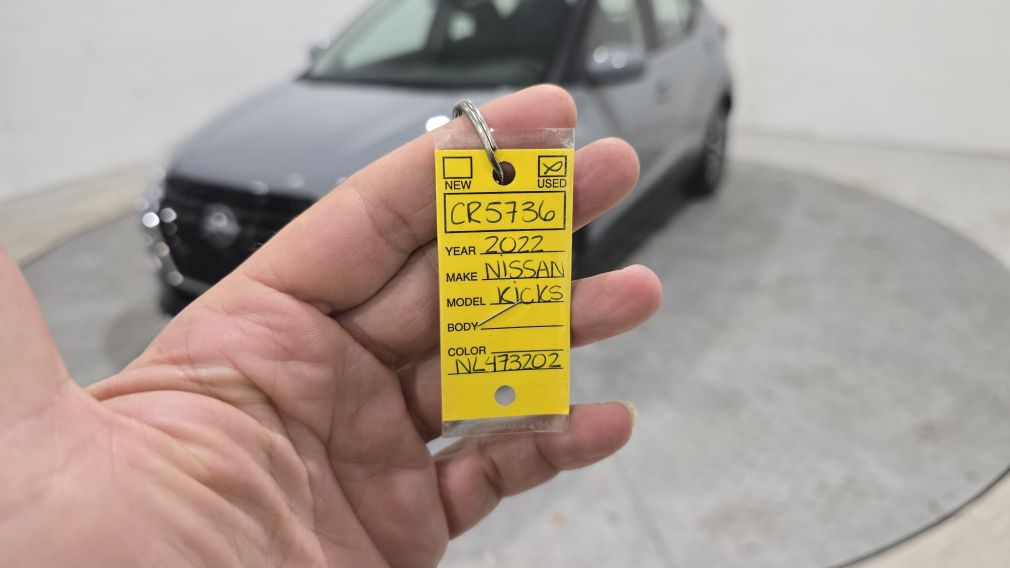 NEW USED
CR5736
YEAR 2022
MAKE NISSAN
MODEL KICKS
BODY
COLOR
NL473202